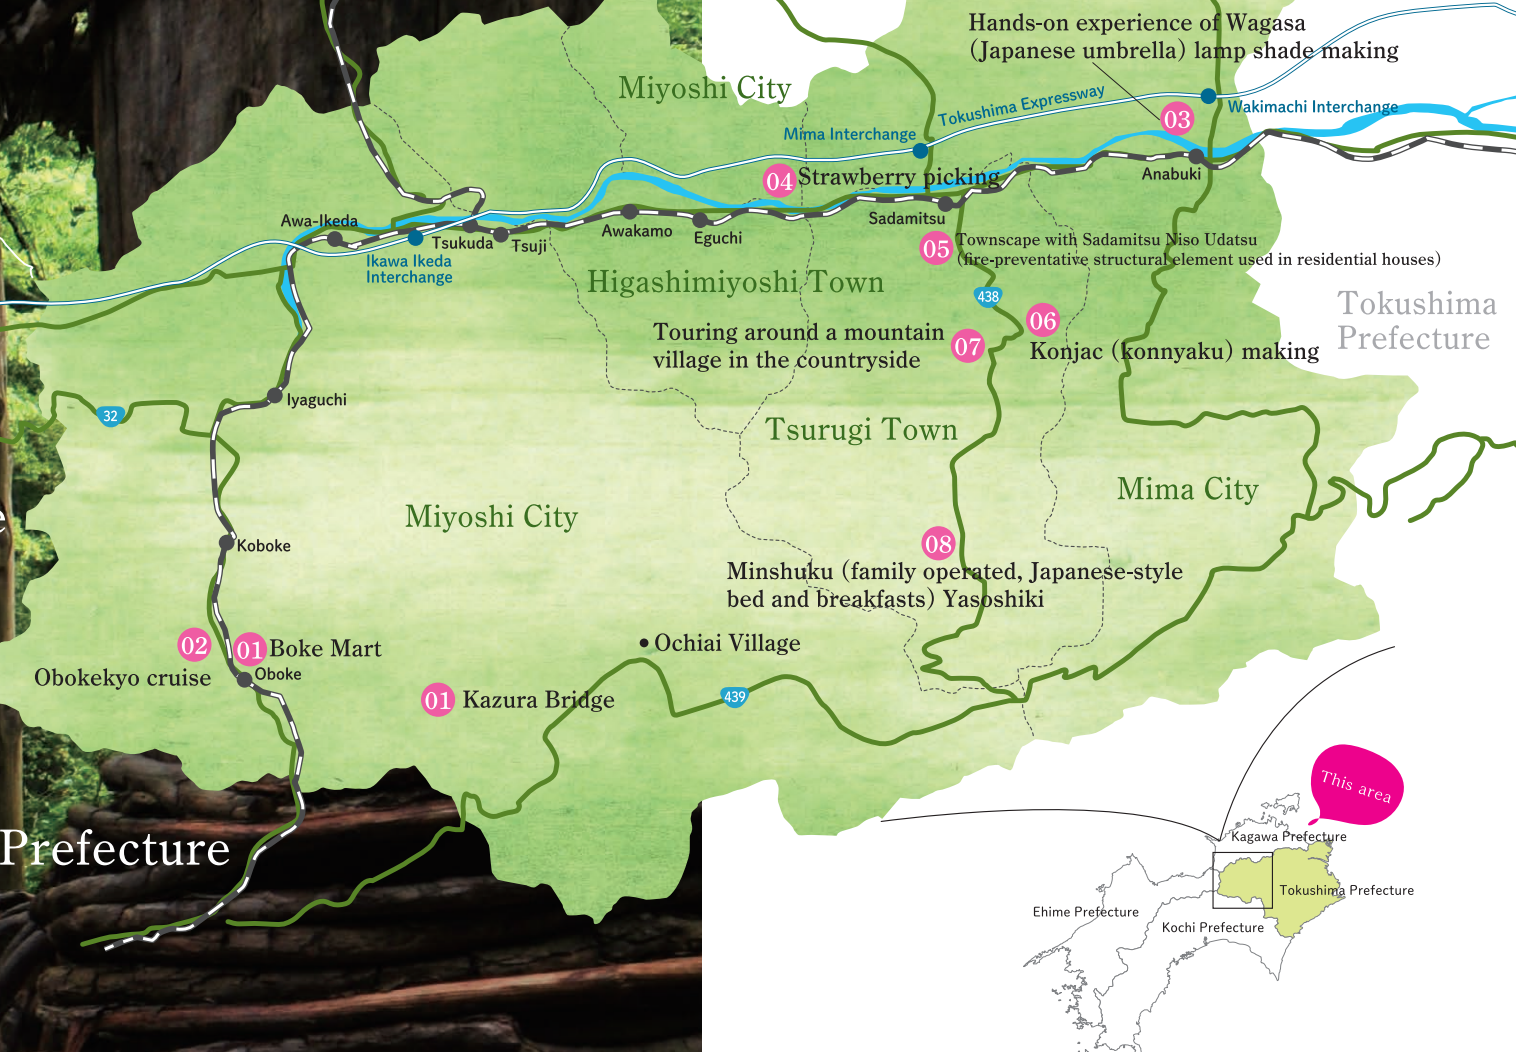 Hands-on experience of Wagasa
(Japanese umbrella) lamp shade making
Miyoshi City
Tokushima Expressway
Wakimachi Interchange
03
Mima Interchange
04 Strawberry picking
Anabuki
Awa-Ikeda
Sadamitsu
Tsukuda
Tsuji
Awakamo
Eguchi
Ikawa Ikeda
Interchange
05
Townscape with Sadamitsu Niso Udatsu
(fire-preventative structural element used in residential houses)
Higashimiyoshi Town
438
Tokushima
Prefecture
06
Konjac (konnyaku) making
Touring around a mountain
village in the countryside
07
Iyaguchi
32
Tsurugi Town
Mima City
Miyoshi City
Koboke
08
Minshuku (family operated, Japanese-style
bed and breakfasts) Yasoshiki
02
Obokekyo cruise
01 Boke Mart
Oboke
Ochiai Village
01 Kazura Bridge
439
Prefecture
This area
Kagawa Prefecture
Tokushima Prefecture
Ehime Prefecture
Kochi Prefecture